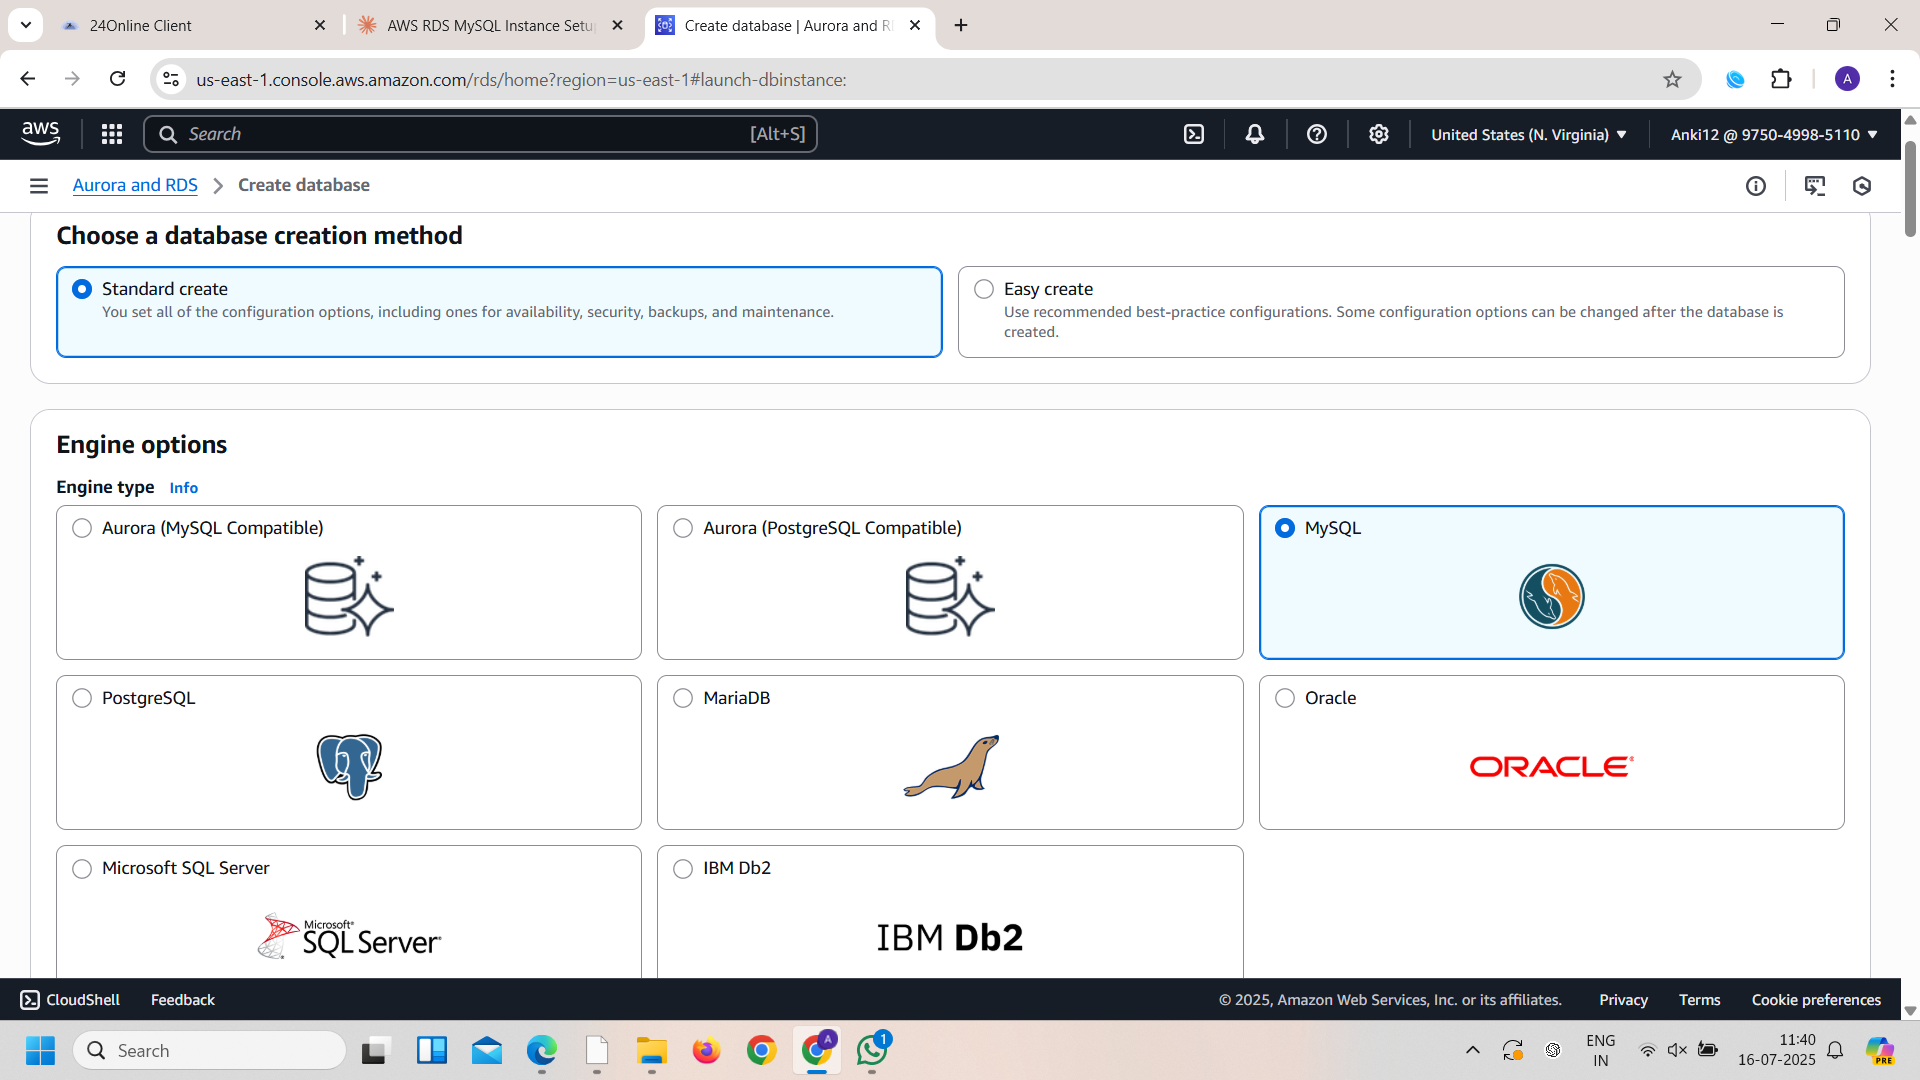 24Online Client
AWS RDS MySQL Instance Setu
Create database | Aurora and R
us-east-1.console.aws.amazon.com/rds/home?region=us-east-1#launch-dbinstance:
A
aws
Search
[Alt+S]
United States (N. Virginia)
Anki12 @ 9750-4998-5110
Aurora and RDS
Create database
Choose a database creation method
Standard create
You set all of the configuration options, including ones for availability, security, backups, and maintenance.
Easy create
Use recommended best-practice configurations. Some configuration options can be changed after the database is
created.
Engine options
Engine type Info
Aurora (MySQL Compatible)
Aurora (PostgreSQL Compatible)
MySQL
PostgreSQL
MariaDB
Oracle
ORACLE
Microsoft SQL Server
Microsoft
SQL Server
IBM Db2
IBM Db2
CloudShell
Feedback
© 2025, Amazon Web Services, Inc. or its affiliates.
Privacy
Terms
Cookie preferences
Search
A
1
ENG
IN
11:40
16-07-2025
PRE